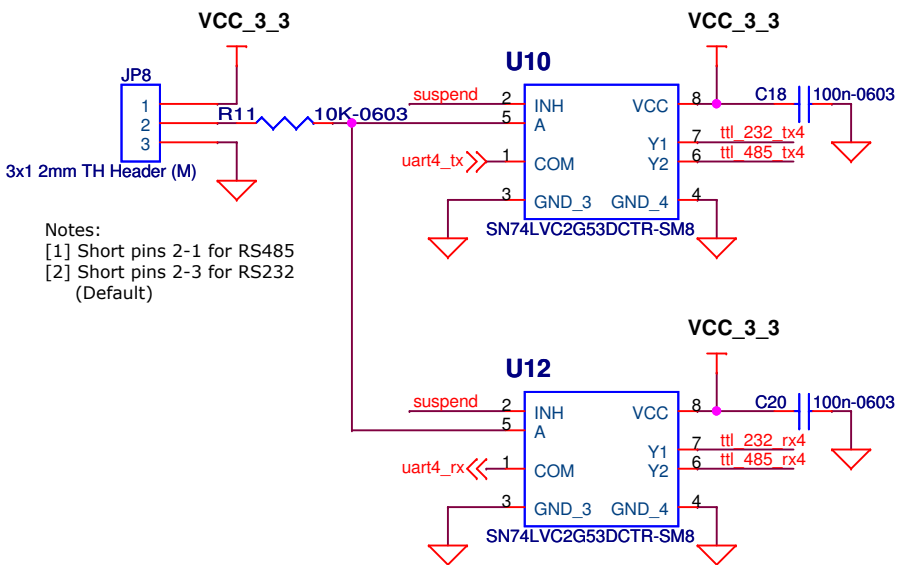 VCC_3_3
JP8
1
2
3
R11
10K-0603
3x1 2mm TH Header (M)
Notes:
[1] Short pins 2-1 for RS485
[2] Short pins 2-3 for RS232
(Default)
VCC_3_3
U10
suspend
2
INH
5
A
uart4_tx
1
COM
3
GND_3
VCC
8
C18
100n-0603
Y1
7
ttl_232_tx4
Y2
6
ttl_485_tx4
GND_4
4
SN74LVC2G53DCTR-SM8
VCC_3_3
U12
suspend
2
INH
5
A
uart4_rx
1
COM
3
GND_3
VCC
8
C20
100n-0603
Y1
7
ttl_232_rx4
Y2
6
ttl_485_rx4
GND_4
4
SN74LVC2G53DCTR-SM8